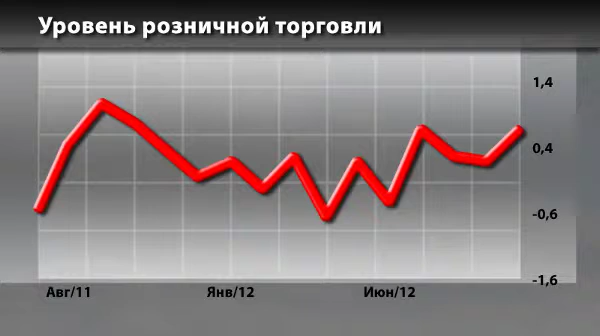 Уровень розничной торговли
1,4
0,4
-0,6
-1,6
Авг/11 Янв/12 Июн/12